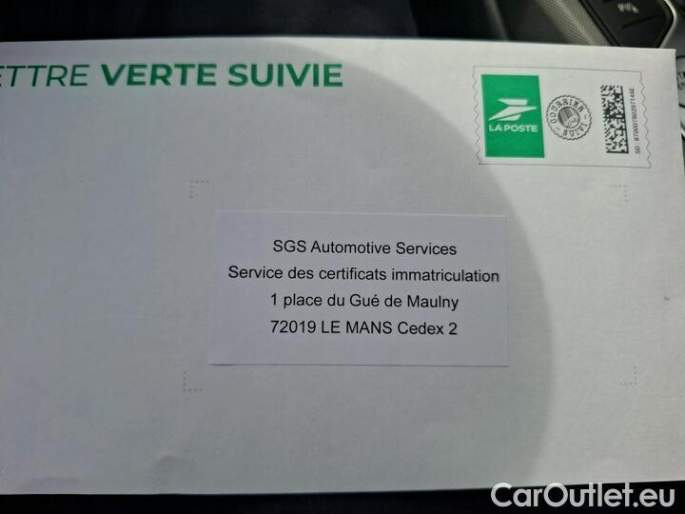 ETTRE VERTE SUIVIE
LA POSTE
SGS Automotive Services
Service des certificats immatriculation
1 place du Gué de Maulny
72019 LE MANS Cedex 2
CarOutlet.eu